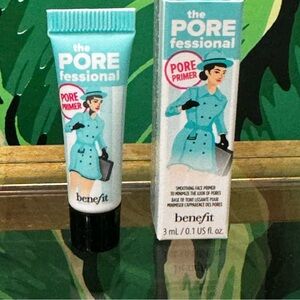 the
PORE
fessional
PORE
PRIMER
benefit
the
PORE
fessional
PORE
PRIMER
SMOOTHING FACE PRIMER
TO MINIMIZE THE LOOK OF PORES
BASE DE TEINT LISSANTE POUR
MINIMISER L'APPARENCE DES PORES
benefit
3 mL / 0.1 US fl. oz.